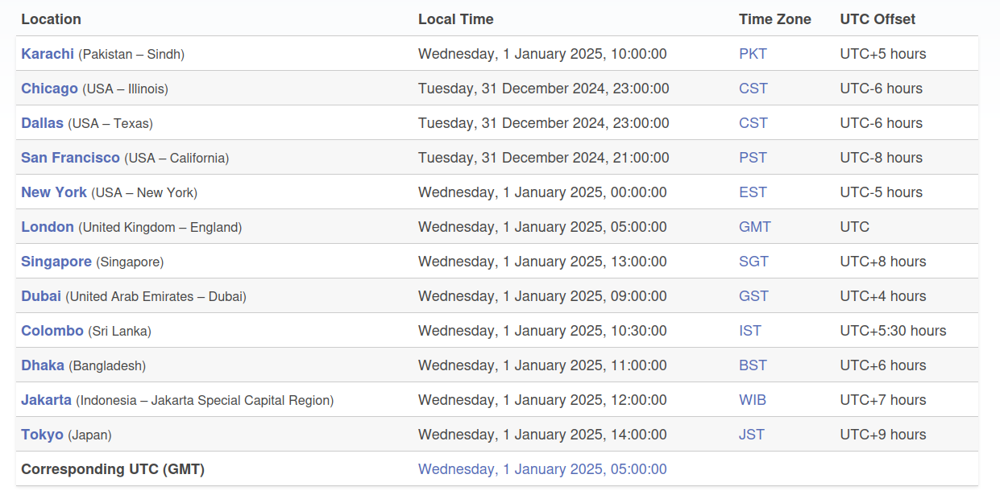 Location Local Time Time Zone UTC Offset
Karachi (Pakistan – Sindh) Wednesday, 1 January 2025, 10:00:00 PKT UTC+5 hours
Chicago (USA – Illinois) Tuesday, 31 December 2024, 23:00:00 CST UTC-6 hours
Dallas (USA – Texas) Tuesday, 31 December 2024, 23:00:00 CST UTC-6 hours
San Francisco (USA – California) Tuesday, 31 December 2024, 21:00:00 PST UTC-8 hours
New York (USA – New York) Wednesday, 1 January 2025, 00:00:00 EST UTC-5 hours
London (United Kingdom – England) Wednesday, 1 January 2025, 05:00:00 GMT UTC
Singapore (Singapore) Wednesday, 1 January 2025, 13:00:00 SGT UTC+8 hours
Dubai (United Arab Emirates – Dubai) Wednesday, 1 January 2025, 09:00:00 GST UTC+4 hours
Colombo (Sri Lanka) Wednesday, 1 January 2025, 10:30:00 IST UTC+5:30 hours
Dhaka (Bangladesh) Wednesday, 1 January 2025, 11:00:00 BST UTC+6 hours
Jakarta (Indonesia – Jakarta Special Capital Region) Wednesday, 1 January 2025, 12:00:00 WIB UTC+7 hours
Tokyo (Japan) Wednesday, 1 January 2025, 14:00:00 JST UTC+9 hours
Corresponding UTC (GMT) Wednesday, 1 January 2025, 05:00:00